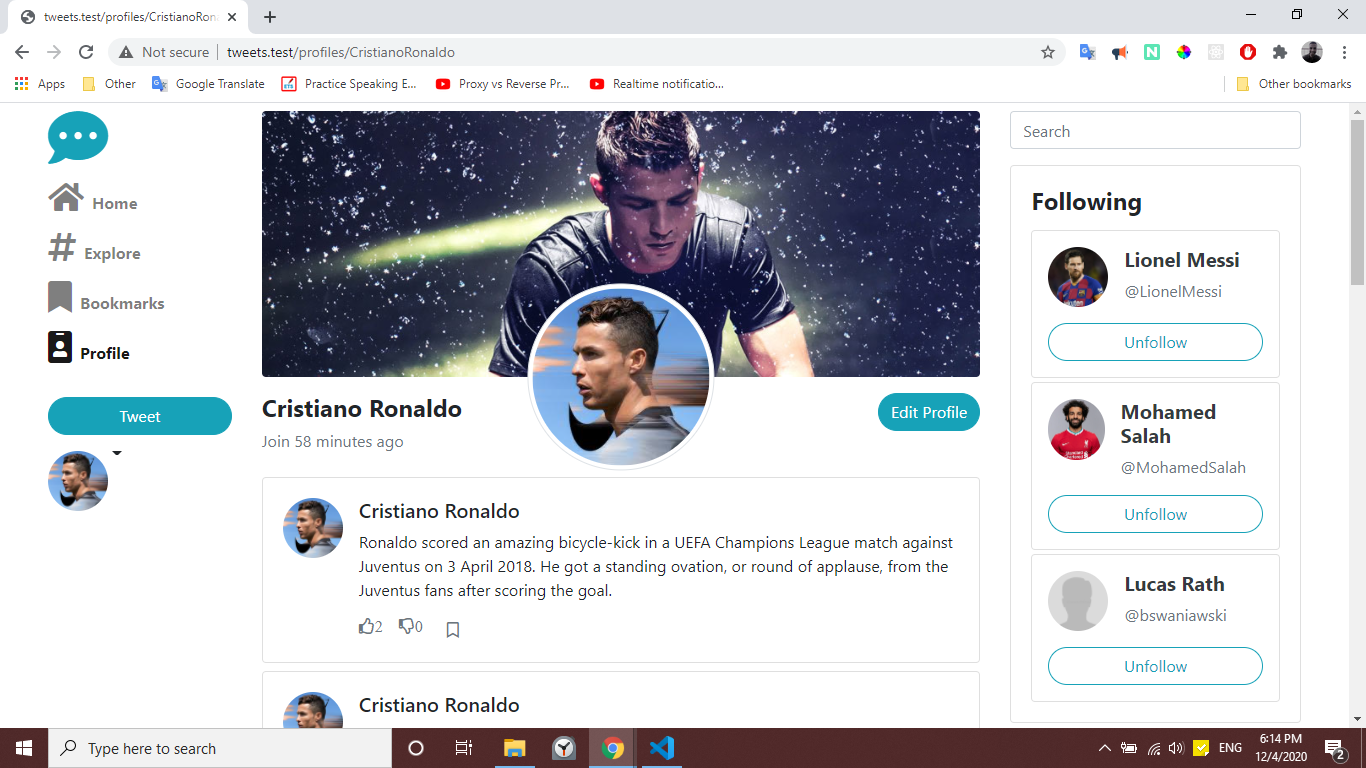 tweets.test/profiles/CristianoRon
Not secure
tweets.test/profiles/CristianoRonaldo
Apps
Other
Google Translate
Practice Speaking E...
Proxy vs Reverse Pr...
Realtime notificatio...
Other bookmarks
Home
Explore
Bookmarks
Profile
Tweet
Cristiano Ronaldo
Join 58 minutes ago
Edit Profile
Cristiano Ronaldo
Ronaldo scored an amazing bicycle-kick in a UEFA Champions League match against
Juventus on 3 April 2018. He got a standing ovation, or round of applause, from the
Juventus fans after scoring the goal.
2
0
Cristiano Ronaldo
Search
Following
Lionel Messi
@LionelMessi
Unfollow
Mohamed
Salah
@MohamedSalah
Unfollow
Lucas Rath
@bswaniawski
Unfollow
Type here to search
ENG
6:14 PM
12/4/2020
2